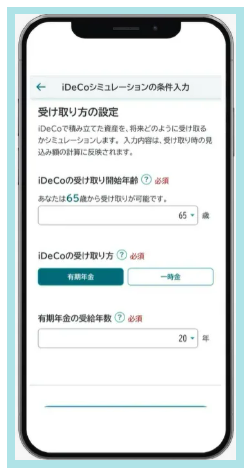 ← iDeCoシミュレーションの条件入力
受け取り方の設定
iDeCoで積み立てた資産を、将来どのように受け取る
かシミュレーションします。入力内容は、受け取り時の見
込み額の計算に反映されます。
iDeCoの受け取り開始年齢 ? 必須
あなたは65歳から受け取りが可能です。
65 歳
iDeCoの受け取り方 ? 必須
有期年金 一時金
有期年金の受給年数 ? 必須
20 年